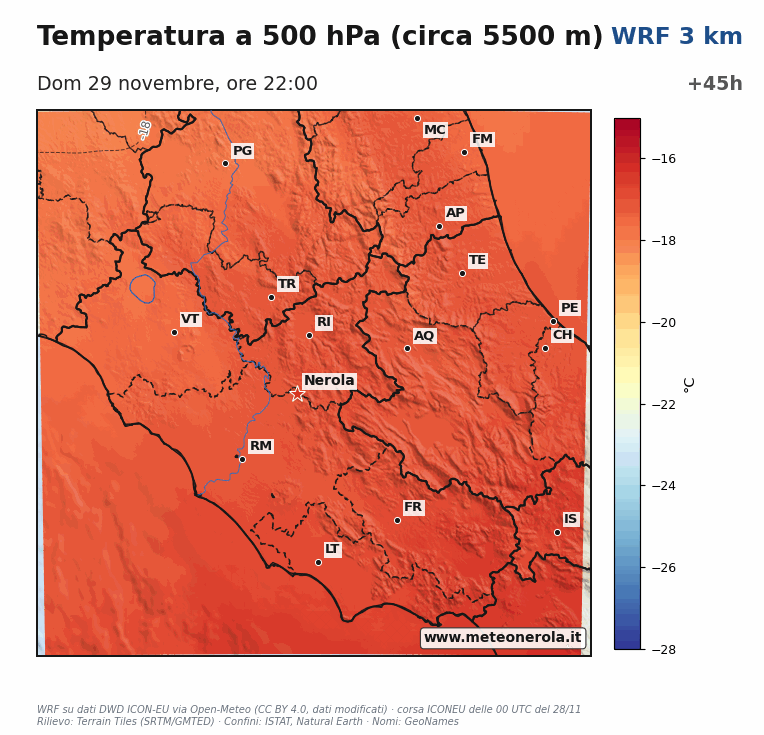 Temperatura a 500 hPa (circa 5500 m) WRF 3 km
Dom 29 novembre, ore 22:00 +45h
-18
MC
FM
PG
AP
TE
TR
PE
VT
RI
AQ
CH
Nerola
RM
FR
IS
LT
www.meteonerola.it
−16
−18
−20
−22
−24
−26
−28
°C
WRF su dati DWD ICON-EU via Open-Meteo (CC BY 4.0, dati modificati) · corsa ICONEU delle 00 UTC del 28/11
Rilievo: Terrain Tiles (SRTM/GMTED) · Confini: ISTAT, Natural Earth · Nomi: GeoNames